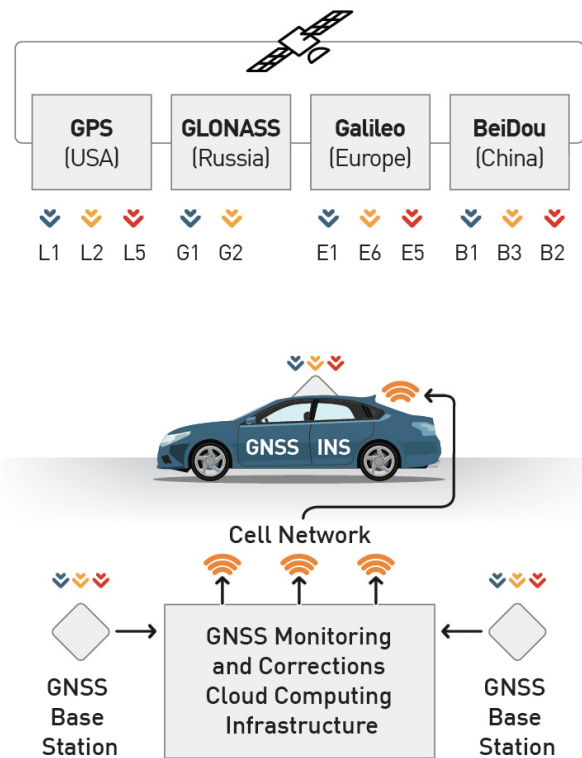 GPS
(USA)
GLONASS
(Russia)
Galileo
(Europe)
BeiDou
(China)
L1 L2 L5 G1 G2 E1 E6 E5 B1 B3 B2
GNSS INS
Cell Network
GNSS Monitoring
and Corrections
Cloud Computing
Infrastructure
GNSS
Base
Station
GNSS
Base
Station